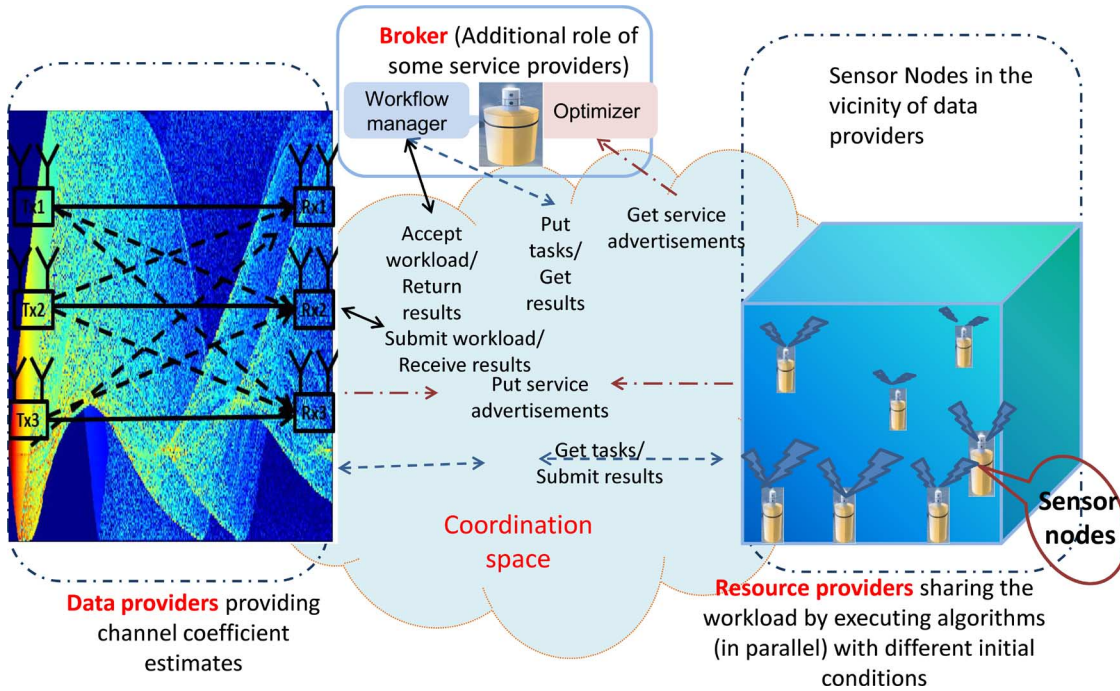 Broker (Additional role of
some service providers)
Workflow
manager
Optimizer
Sensor Nodes in the
vicinity of data
providers
Tx1
Rx1
Tx2
Rx2
Tx3
Rx3
Accept
workload/
Return
results
Put
tasks/
Get
results
Get service
advertisements
Submit workload/
Receive results
Put service
advertisements
Get tasks/
Submit results
Coordination
space
Sensor
nodes
Data providers providing
channel coefficient
estimates
Resource providers sharing the
workload by executing algorithms
(in parallel) with different initial
conditions